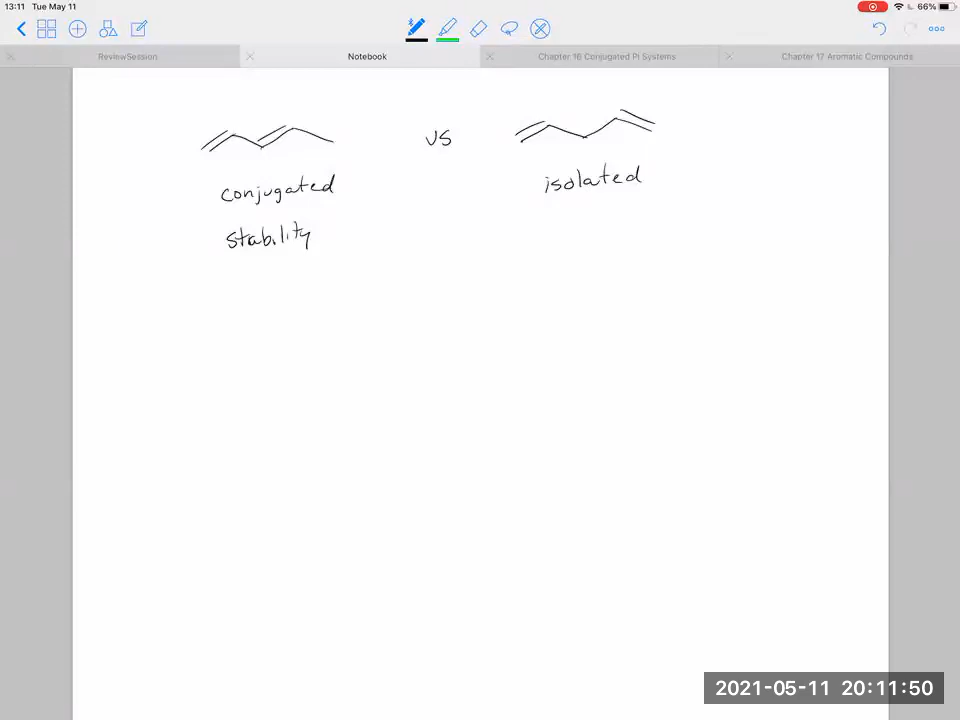 13:11 Tue May 11
66%
ReviewSession
Notebook
Chapter 16 Conjugated Pi Systems
Chapter 17 Aromatic Compounds
vs
conjugated
isolated
stability
2021-05-11 20:11:50